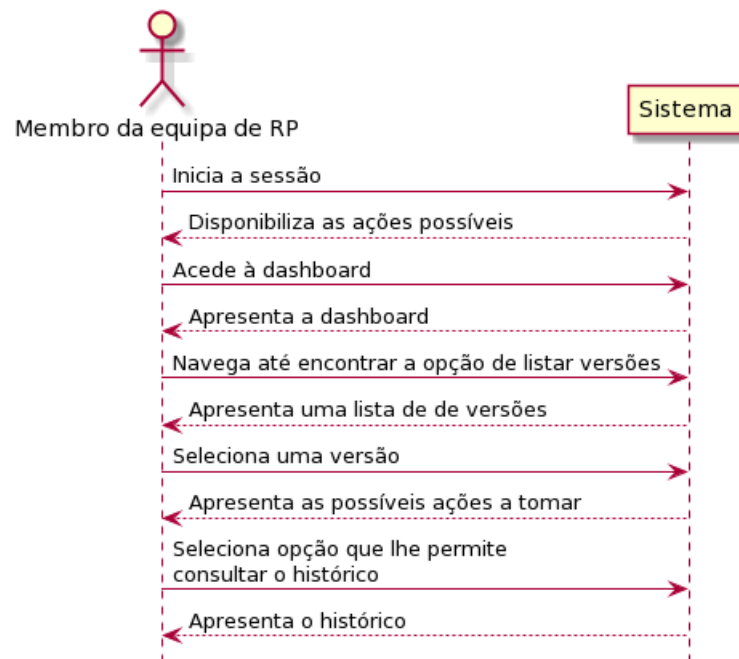 Membro da equipa de RP
Sistema
Inicia a sessão
Disponibiliza as ações possíveis
Acede à dashboard
Apresenta a dashboard
Navega até encontrar a opção de listar versões
Apresenta uma lista de de versões
Seleciona uma versão
Apresenta as possíveis ações a tomar
Seleciona opção que lhe permite
consultar o histórico
Apresenta o histórico